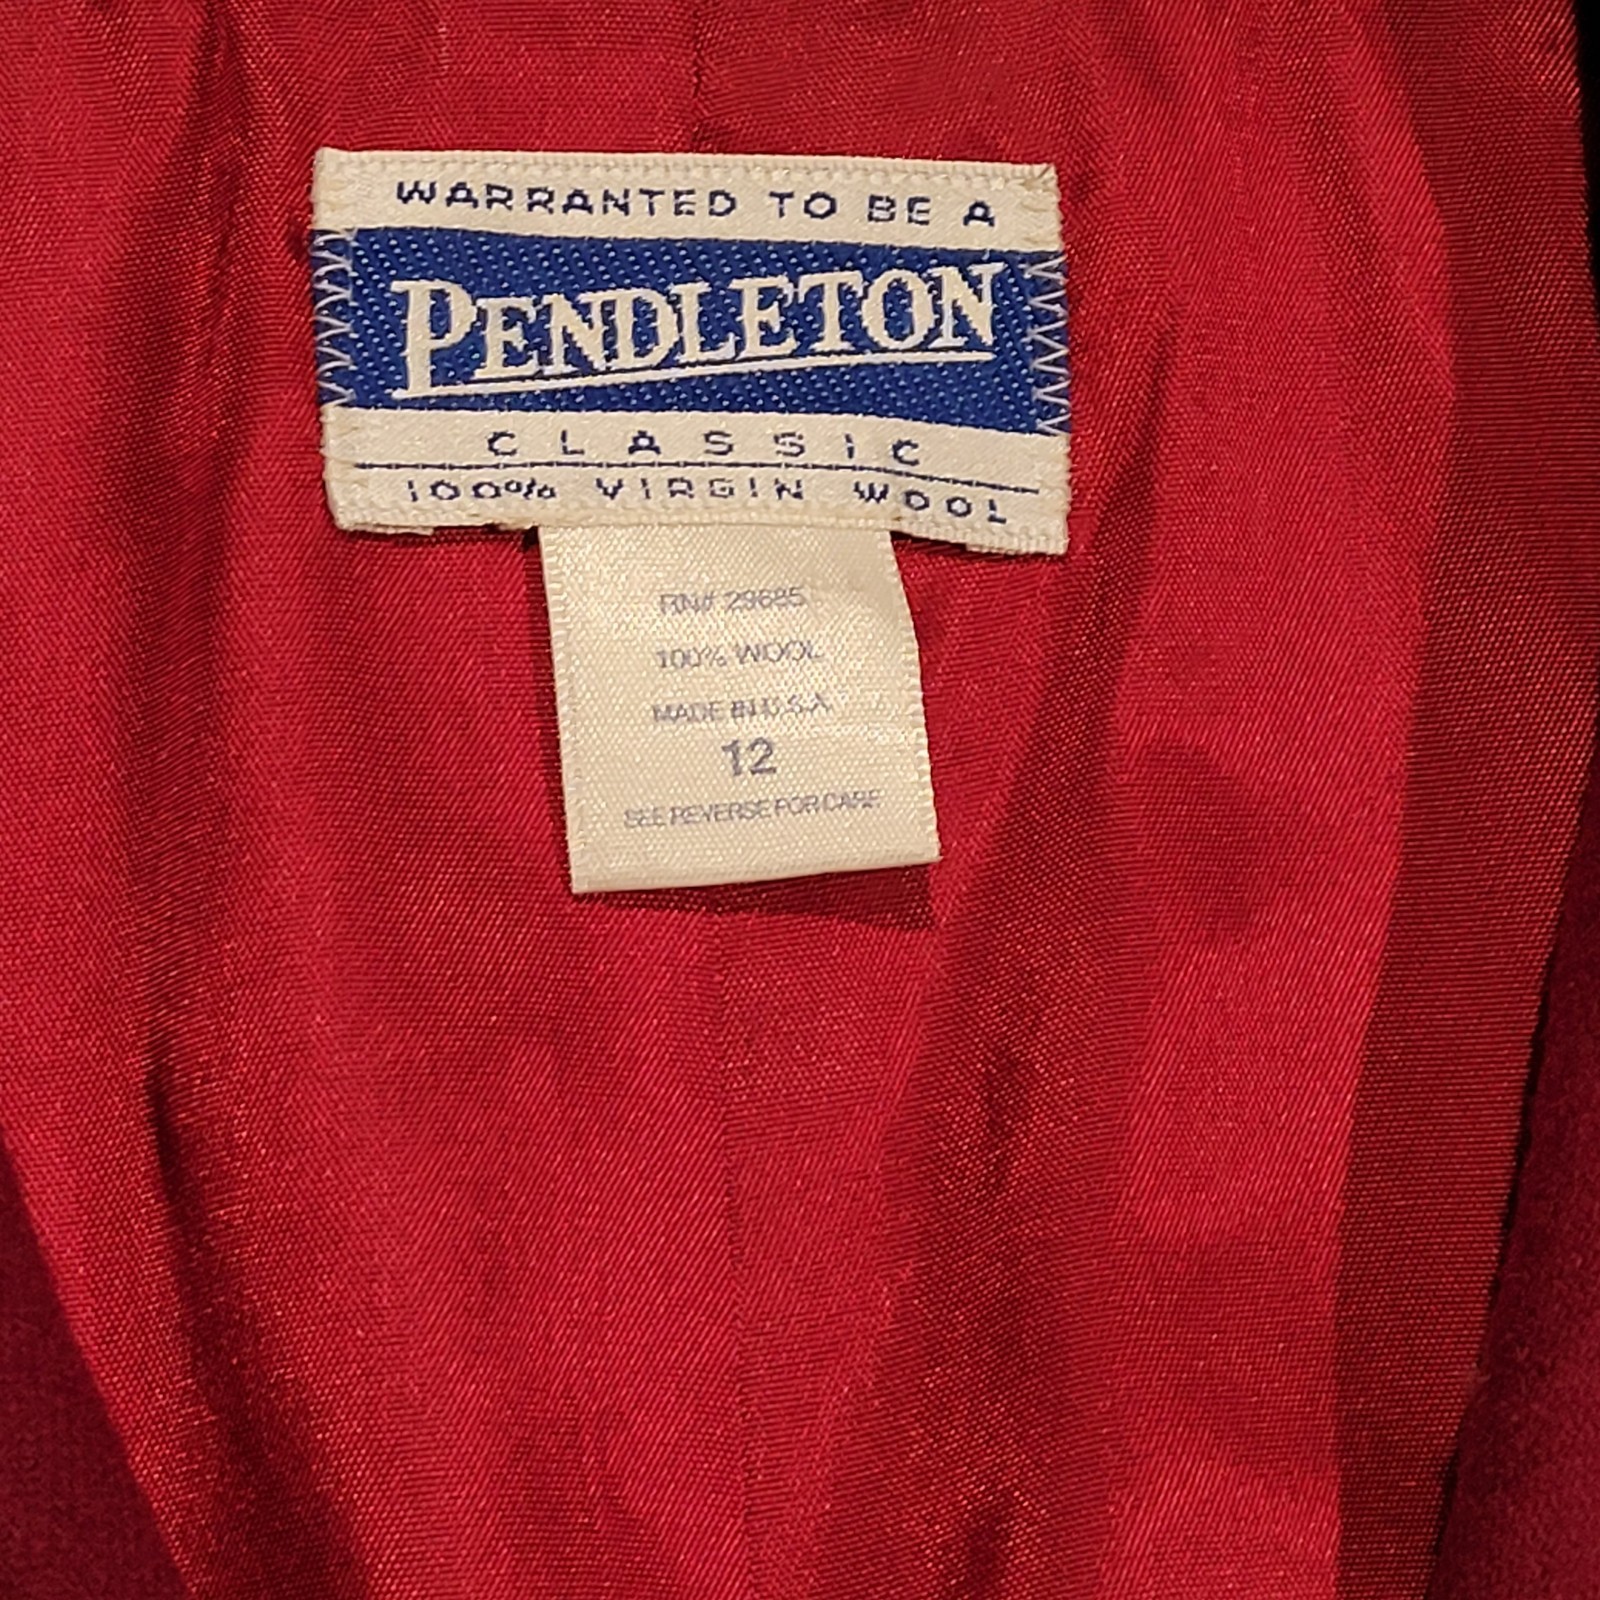 WARRANTED TO BE A
PENDLETON
CLASSIC
100% VIRGIN WOOL
RN# 29685
100% WOOL
MADE IN U.S.A.
12
SEE REVERSE FOR CARE